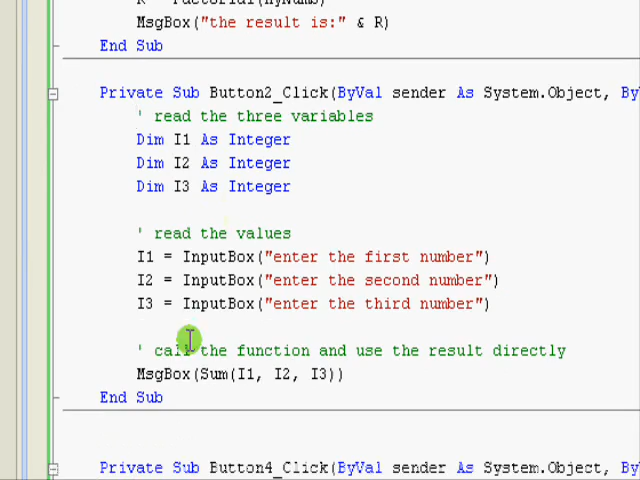 R = Factorial(MyNumb)
MsgBox("the result is:" & R)
End Sub
Private Sub Button2_Click(ByVal sender As System.Object, By
' read the three variables
Dim I1 As Integer
Dim I2 As Integer
Dim I3 As Integer
' read the values
I1 = InputBox("enter the first number")
I2 = InputBox("enter the second number")
I3 = InputBox("enter the third number")
' call the function and use the result directly
MsgBox(Sum(I1, I2, I3))
End Sub
Private Sub Button4_Click(ByVal sender As System.Object, By